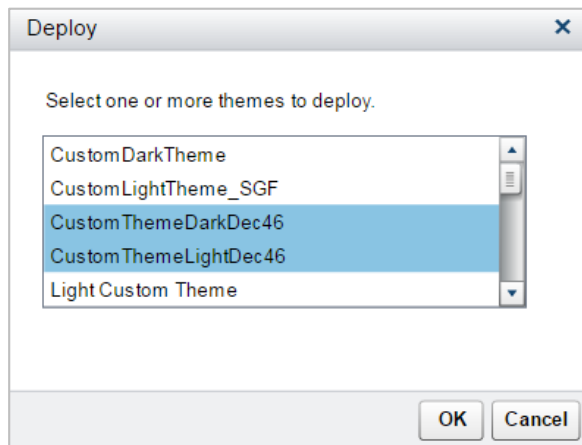 Deploy
Select one or more themes to deploy.
CustomDarkTheme
CustomLightTheme_SGF
CustomThemeDarkDec46
CustomThemeLightDec46
Light Custom Theme
OK Cancel